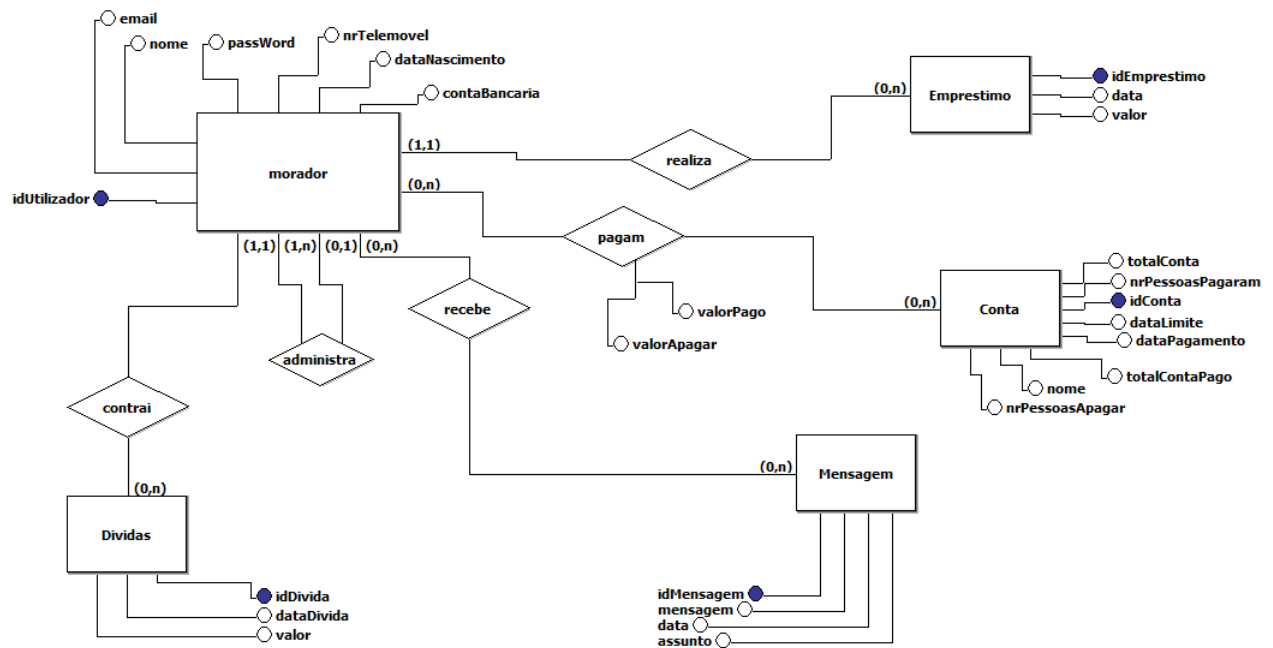 email
nome
passWord
nrTelemovel
dataNascimento
contaBancaria
morador
idUtilizador
(1,1)
(0,n)
(1,1)
(1,n)
(0,1)
(0,n)
realiza
(0,n)
Emprestimo
idEmprestimo
data
valor
pagam
valorPago
valorApagar
(0,n)
Conta
totalConta
nrPessoasPagaram
idConta
dataLimite
dataPagamento
totalContaPago
nome
nrPessoasApagar
recebe
administra
contrai
(0,n)
Mensagem
idMensagem
mensagem
data
assunto
(0,n)
Dividas
idDivida
dataDivida
valor